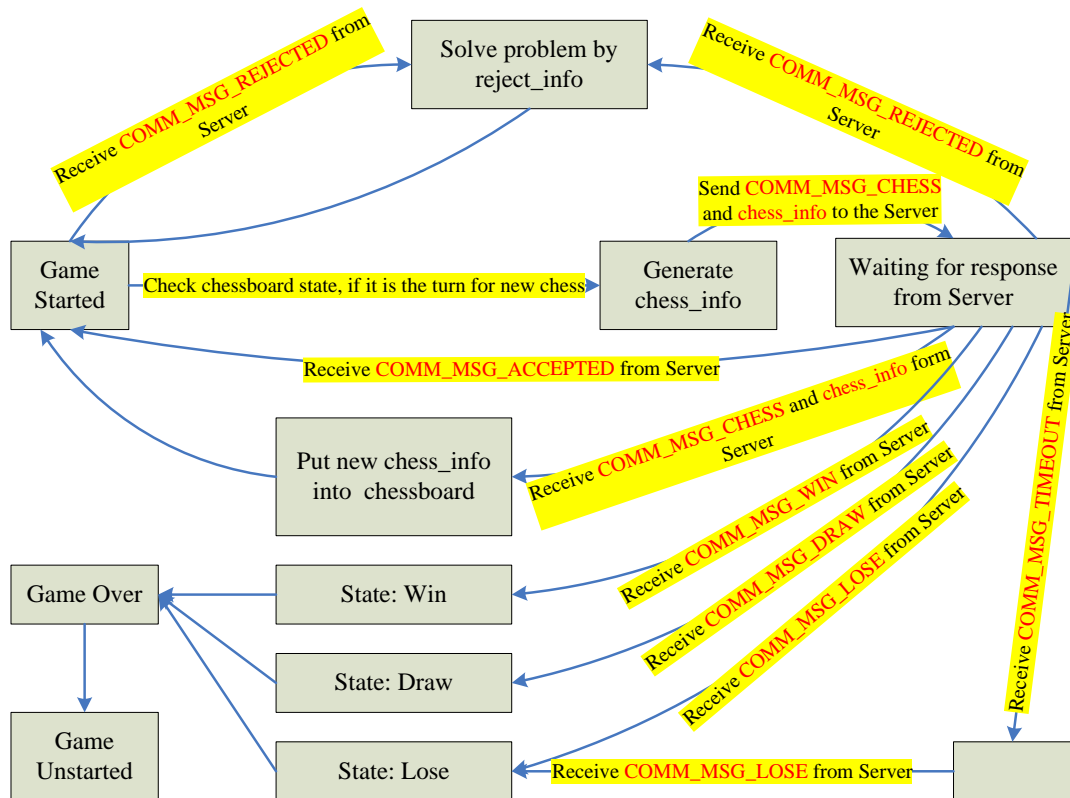 Receive COMM_MSG_REJECTED from
Server
Solve problem by
reject_info
Receive COMM_MSG_REJECTED from
Server
Send COMM_MSG_CHESS
and chess_info to the Server
Game
Started
Check chessboard state, if it is the turn for new chess
Generate
chess_info
Waiting for response
from Server
Receive COMM_MSG_ACCEPTED from Server
Put new chess_info
into chessboard
Receive COMM_MSG_CHESS and chess_info form
Server
Receive COMM_MSG_WIN from Server
Receive COMM_MSG_DRAW from Server
Receive COMM_MSG_LOSE from Server
Receive COMM_MSG_TIMEOUT from Server
Game Over
State: Win
State: Draw
Game
Unstarted
State: Lose
Receive COMM_MSG_LOSE from Server